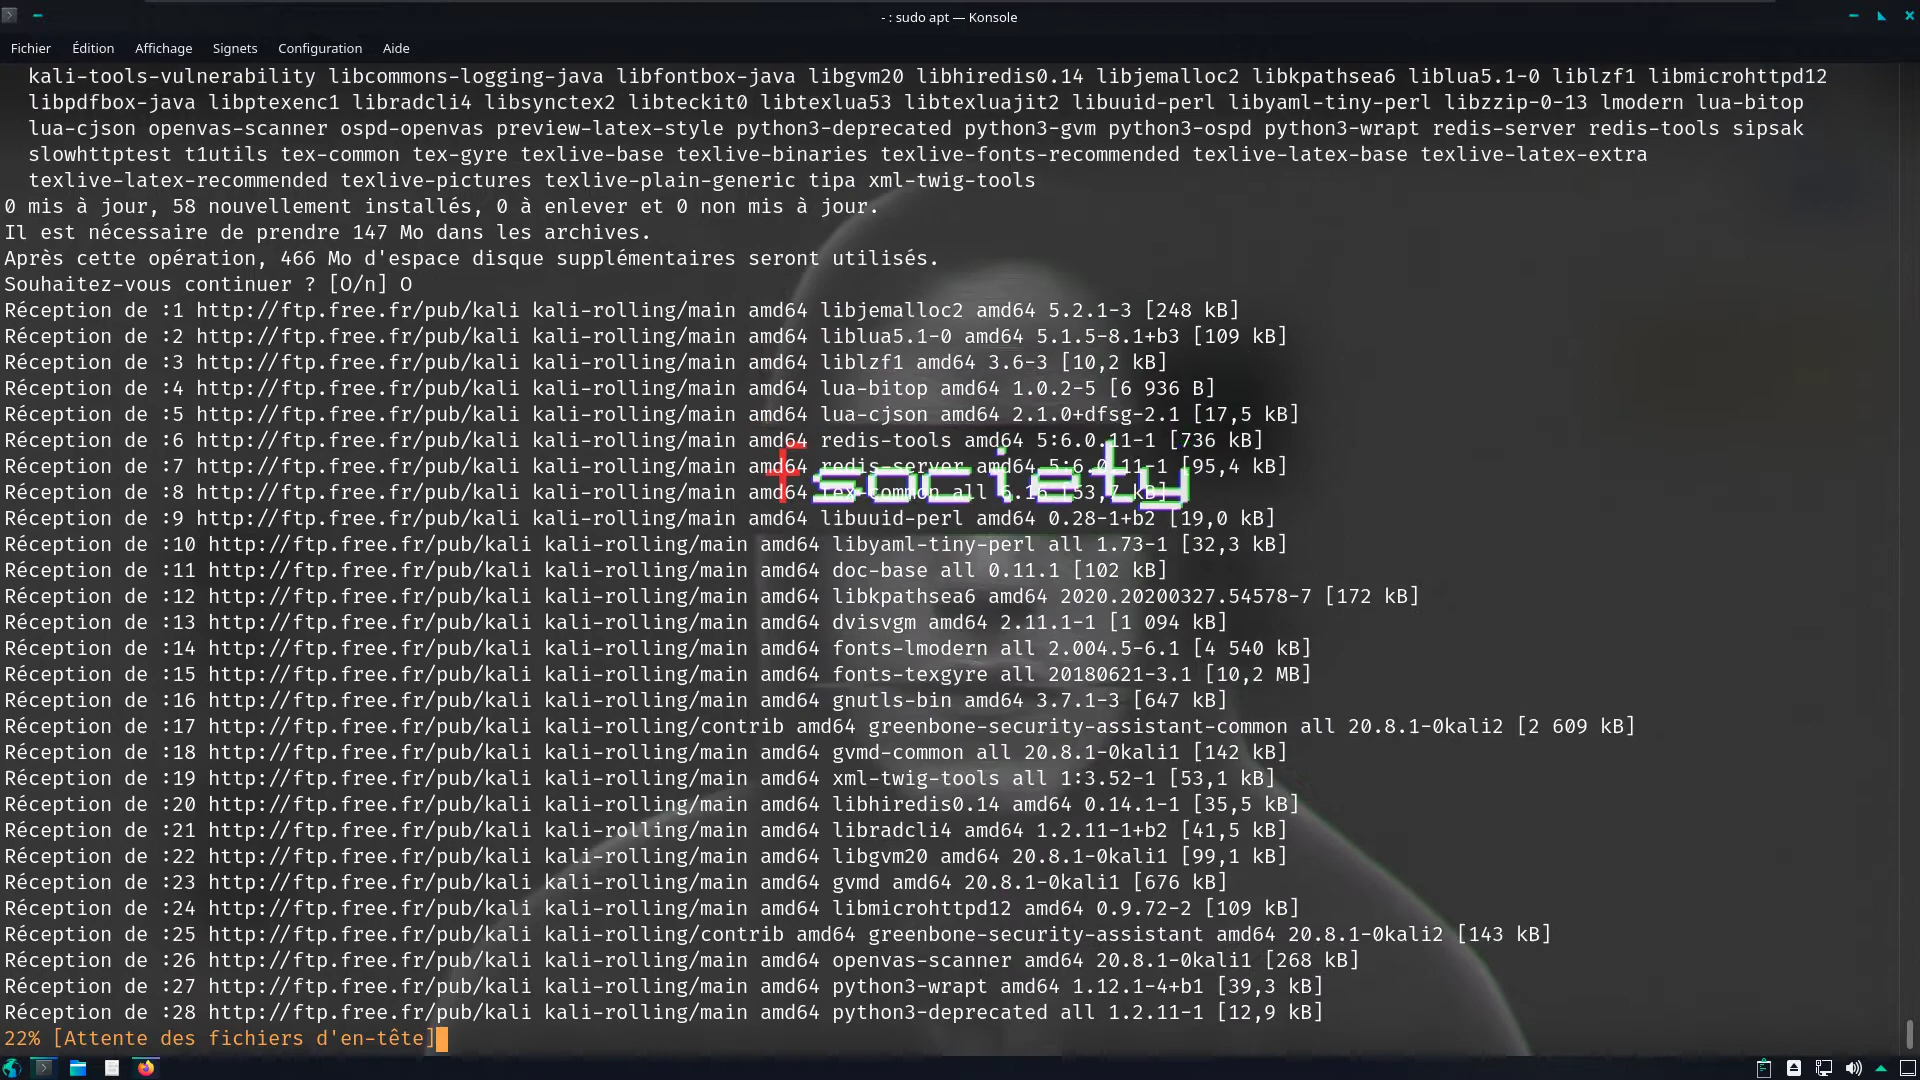 - : sudo apt — Konsole
Fichier Édition Affichage Signets Configuration Aide
kali-tools-vulnerability libcommons-logging-java libfontbox-java libgvm20 libhiredis0.14 libjemalloc2 libkpathsea6 liblua5.1-0 liblzf1 libmicrohttpd12
libpdfbox-java libptexenc1 libradcli4 libsynctex2 libteckit0 libtexlua53 libtexluajit2 libuuid-perl libyaml-tiny-perl libzzip-0-13 lmodern lua-bitop
lua-cjson openvas-scanner ospd-openvas preview-latex-style python3-deprecated python3-gvm python3-ospd python3-wrapt redis-server redis-tools sipsak
slowhttptest t1utils tex-common tex-gyre texlive-base texlive-binaries texlive-fonts-recommended texlive-latex-base texlive-latex-extra
texlive-latex-recommended texlive-pictures texlive-plain-generic tipa xml-twig-tools
0 mis à jour, 58 nouvellement installés, 0 à enlever et 0 non mis à jour.
Il est nécessaire de prendre 147 Mo dans les archives.
Après cette opération, 466 Mo d'espace disque supplémentaires seront utilisés.
Souhaitez-vous continuer ? [O/n] O
Réception de :1 http://ftp.free.fr/pub/kali kali-rolling/main amd64 libjemalloc2 amd64 5.2.1-3 [248 kB]
Réception de :2 http://ftp.free.fr/pub/kali kali-rolling/main amd64 liblua5.1-0 amd64 5.1.5-8.1+b3 [109 kB]
Réception de :3 http://ftp.free.fr/pub/kali kali-rolling/main amd64 liblzf1 amd64 3.6-3 [10,2 kB]
Réception de :4 http://ftp.free.fr/pub/kali kali-rolling/main amd64 lua-bitop amd64 1.0.2-5 [6 936 B]
Réception de :5 http://ftp.free.fr/pub/kali kali-rolling/main amd64 lua-cjson amd64 2.1.0+dfsg-2.1 [17,5 kB]
Réception de :6 http://ftp.free.fr/pub/kali kali-rolling/main amd64 redis-tools amd64 5:6.0.11-1 [736 kB]
Réception de :7 http://ftp.free.fr/pub/kali kali-rolling/main amd64 redis-server amd64 5:6.0.11-1 [95,4 kB]
fsociety
Réception de :8 http://ftp.free.fr/pub/kali kali-rolling/main amd64 tex-common all 6.16 [53,7 kB]
Réception de :9 http://ftp.free.fr/pub/kali kali-rolling/main amd64 libuuid-perl amd64 0.28-1+b2 [19,0 kB]
Réception de :10 http://ftp.free.fr/pub/kali kali-rolling/main amd64 libyaml-tiny-perl all 1.73-1 [32,3 kB]
Réception de :11 http://ftp.free.fr/pub/kali kali-rolling/main amd64 doc-base all 0.11.1 [102 kB]
Réception de :12 http://ftp.free.fr/pub/kali kali-rolling/main amd64 libkpathsea6 amd64 2020.20200327.54578-7 [172 kB]
Réception de :13 http://ftp.free.fr/pub/kali kali-rolling/main amd64 dvisvgm amd64 2.11.1-1 [1 094 kB]
Réception de :14 http://ftp.free.fr/pub/kali kali-rolling/main amd64 fonts-lmodern all 2.004.5-6.1 [4 540 kB]
Réception de :15 http://ftp.free.fr/pub/kali kali-rolling/main amd64 fonts-texgyre all 20180621-3.1 [10,2 MB]
Réception de :16 http://ftp.free.fr/pub/kali kali-rolling/main amd64 gnutls-bin amd64 3.7.1-3 [647 kB]
Réception de :17 http://ftp.free.fr/pub/kali kali-rolling/contrib amd64 greenbone-security-assistant-common all 20.8.1-0kali2 [2 609 kB]
Réception de :18 http://ftp.free.fr/pub/kali kali-rolling/main amd64 gvmd-common all 20.8.1-0kali1 [142 kB]
Réception de :19 http://ftp.free.fr/pub/kali kali-rolling/main amd64 xml-twig-tools all 1:3.52-1 [53,1 kB]
Réception de :20 http://ftp.free.fr/pub/kali kali-rolling/main amd64 libhiredis0.14 amd64 0.14.1-1 [35,5 kB]
Réception de :21 http://ftp.free.fr/pub/kali kali-rolling/main amd64 libradcli4 amd64 1.2.11-1+b2 [41,5 kB]
Réception de :22 http://ftp.free.fr/pub/kali kali-rolling/main amd64 libgvm20 amd64 20.8.1-0kali1 [99,1 kB]
Réception de :23 http://ftp.free.fr/pub/kali kali-rolling/main amd64 gvmd amd64 20.8.1-0kali1 [676 kB]
Réception de :24 http://ftp.free.fr/pub/kali kali-rolling/main amd64 libmicrohttpd12 amd64 0.9.72-2 [109 kB]
Réception de :25 http://ftp.free.fr/pub/kali kali-rolling/contrib amd64 greenbone-security-assistant amd64 20.8.1-0kali2 [143 kB]
Réception de :26 http://ftp.free.fr/pub/kali kali-rolling/main amd64 openvas-scanner amd64 20.8.1-0kali1 [268 kB]
Réception de :27 http://ftp.free.fr/pub/kali kali-rolling/main amd64 python3-wrapt amd64 1.12.1-4+b1 [39,3 kB]
Réception de :28 http://ftp.free.fr/pub/kali kali-rolling/main amd64 python3-deprecated all 1.2.11-1 [12,9 kB]
22% [Attente des fichiers d'en-tête]